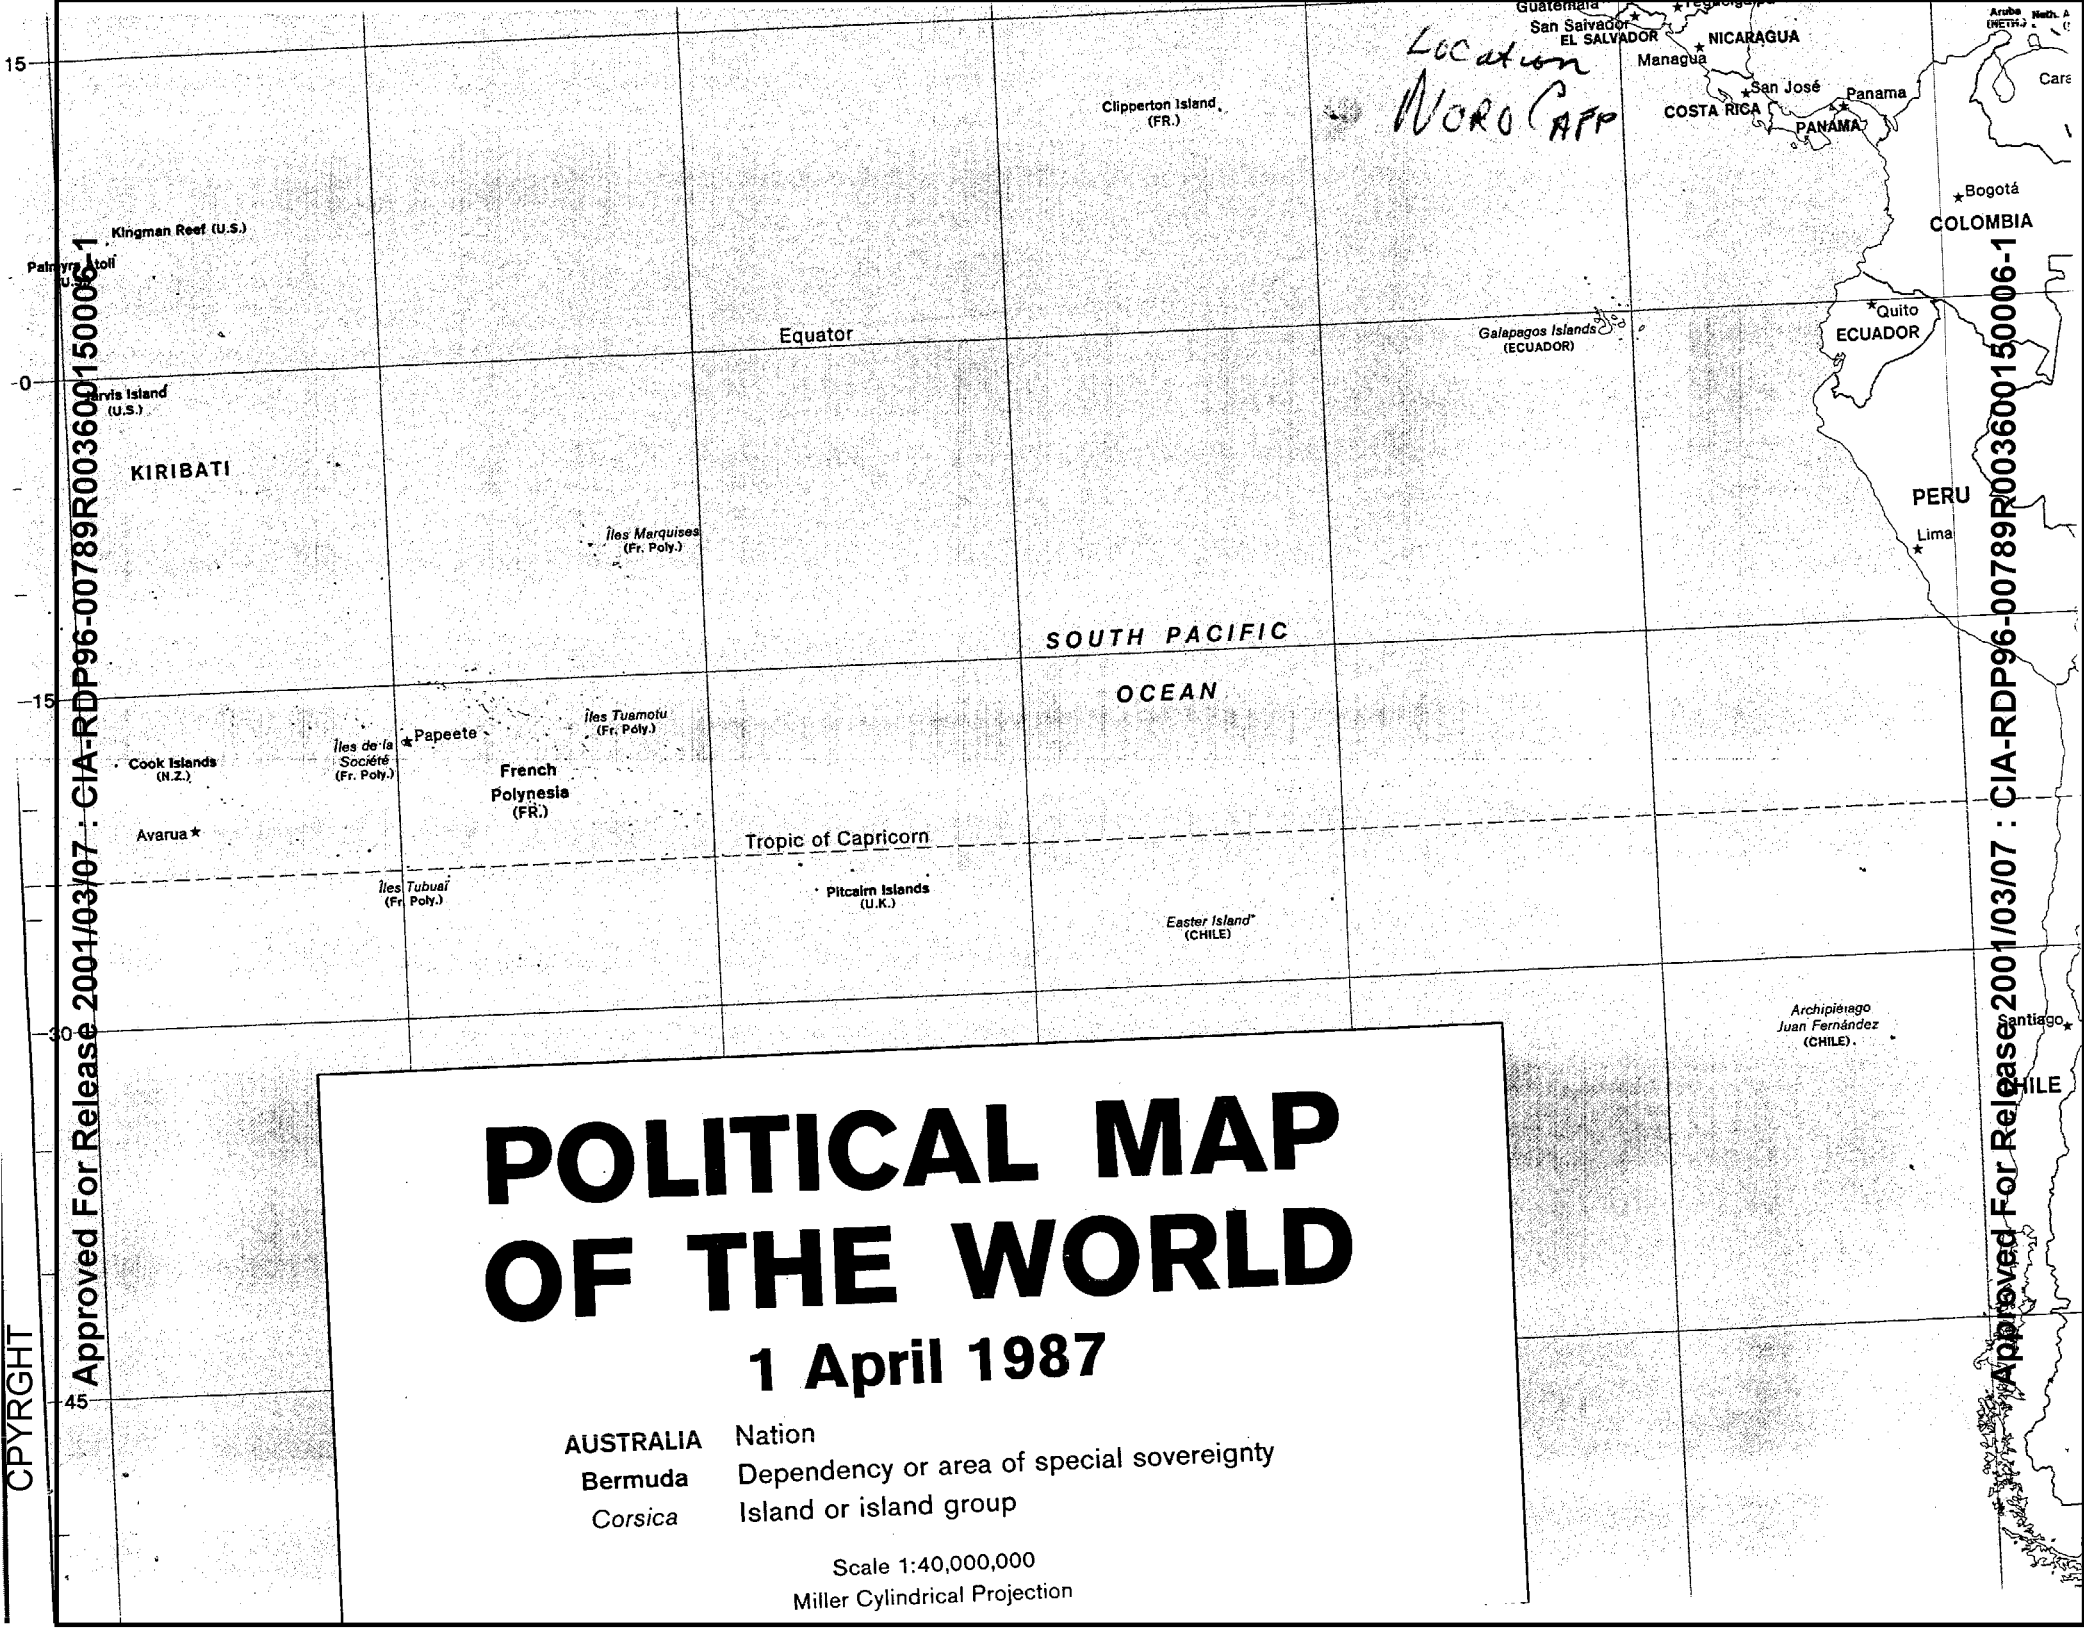 Guatemala
San Salvador
EL SALVADOR
NICARAGUA
Managua
Aruba
(NETH.)
Neth. A
Location
NORO CAPP
San José
Panama
COSTA RICA
PANAMA
Cara
15
Clipperton Island
(FR.)
Bogotá
COLOMBIA
Kingman Reef (U.S.)
Palmyra Atoll
(U.S.)
Quito
ECUADOR
Equator
Galapagos Islands
(ECUADOR)
0
Jarvis Island
(U.S.)
KIRIBATI
PERU
Lima
Îles Marquises
(Fr. Poly.)
SOUTH PACIFIC
OCEAN
15
Îles Tuamotu
(Fr. Poly.)
Papeete
Îles de la
Société
(Fr. Poly.)
Cook Islands
(N.Z.)
French
Polynesia
(FR.)
Avarua
Tropic of Capricorn
Îles Tubuaï
(Fr. Poly.)
Pitcairn Islands
(U.K.)
Easter Island
(CHILE)
30
Archipiélago
Juan Fernández
(CHILE)
Santiago
CHILE
45
POLITICAL MAP
OF THE WORLD
1 April 1987
AUSTRALIA Nation
Bermuda Dependency or area of special sovereignty
Corsica Island or island group
Scale 1:40,000,000
Miller Cylindrical Projection
CPYRGHT
Approved For Release 2001/03/07 : CIA-RDP96-00789R003600150006-1
Approved For Release 2001/03/07 : CIA-RDP96-00789R003600150006-1